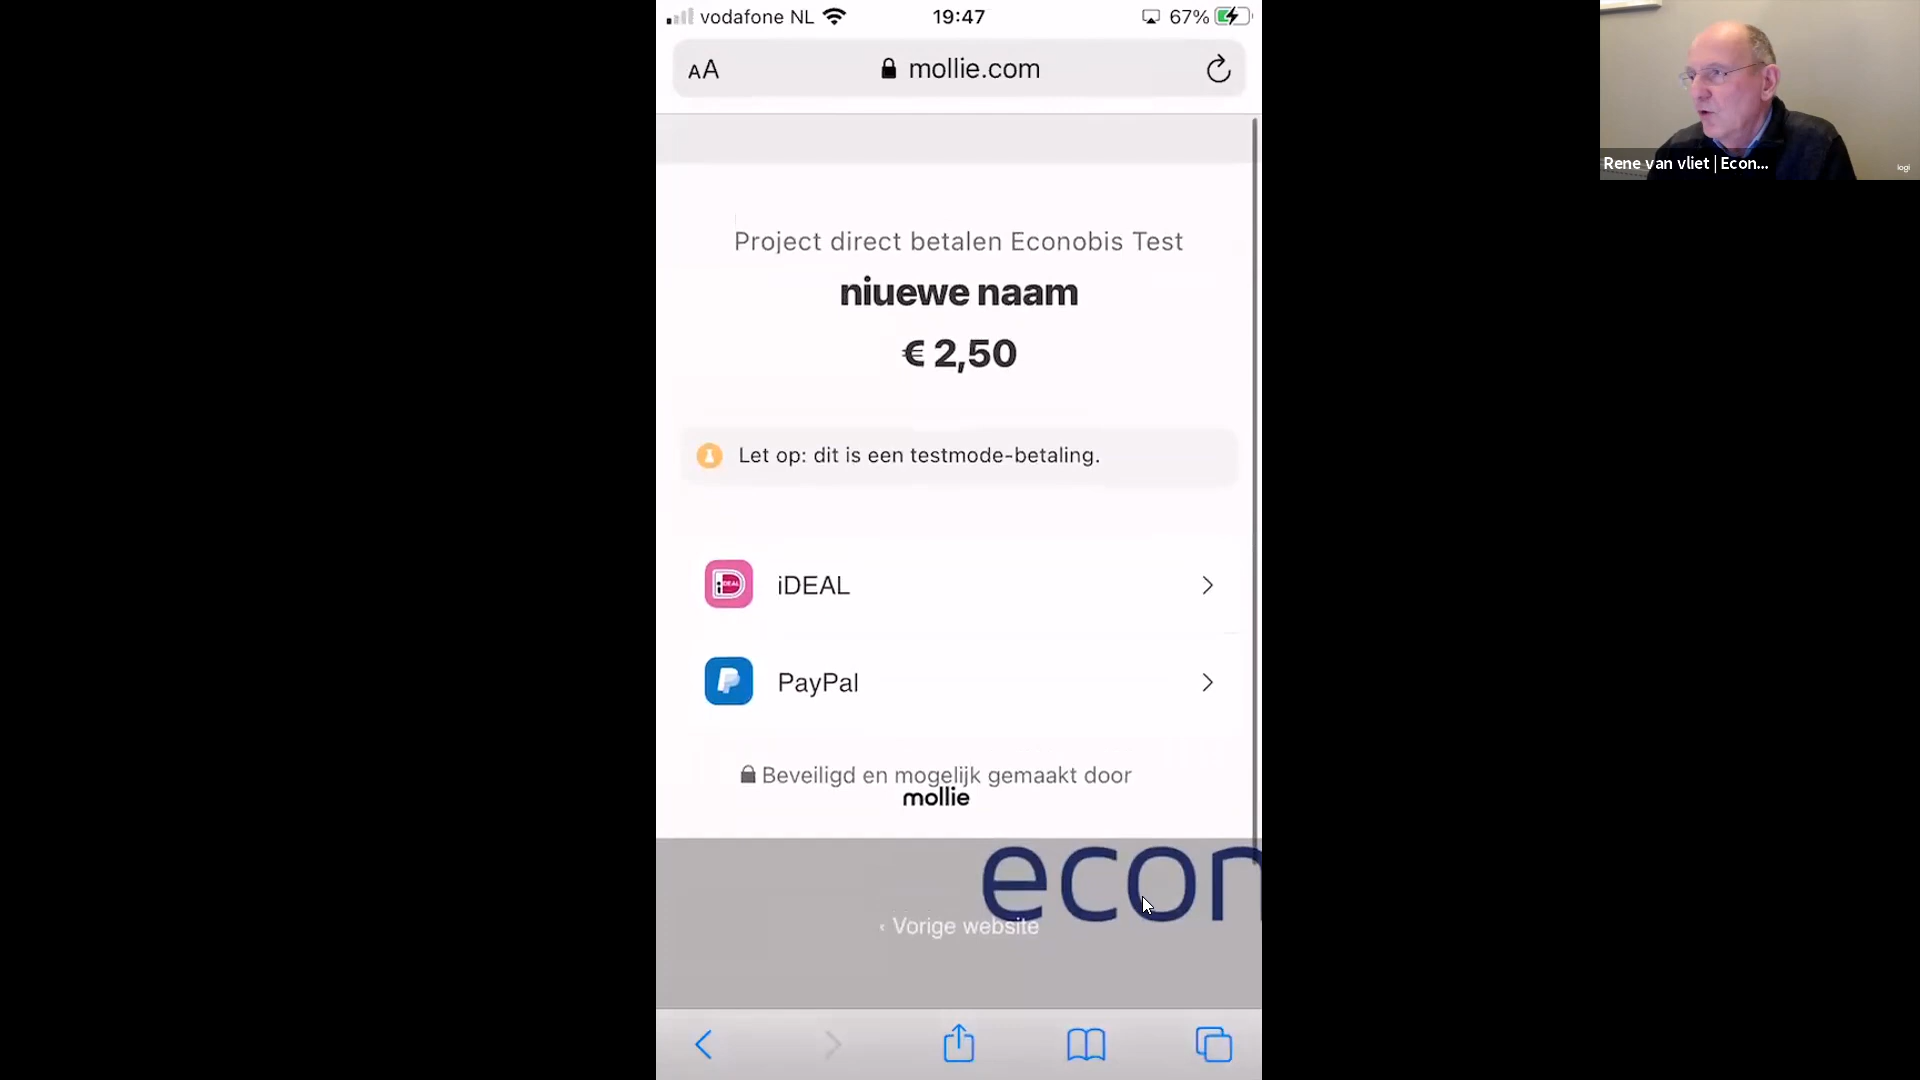 vodafone NL
19:47
67%
AA
mollie.com
Project direct betalen Econobis Test
niuewe naam
€ 2,50
Let op: dit is een testmode-betaling.
iDEAL
iDEAL
PayPal
Beveiligd en mogelijk gemaakt door
mollie
econ
‹ Vorige website
Rene van vliet | Econ...
logi